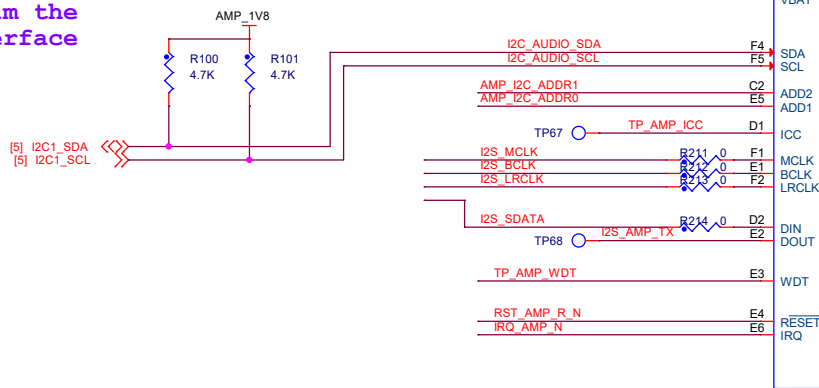 m the
erface
AMP_1V8
VBAT
R100
4.7K
R101
4.7K
[5] I2C1_SDA
[5] I2C1_SCL
I2C_AUDIO_SDA F4 SDA
I2C_AUDIO_SCL F5 SCL
AMP_I2C_ADDR1 C2 ADD2
AMP_I2C_ADDR0 E5 ADD1
TP67 TP_AMP_ICC D1 ICC
I2S_MCLK R211 0 F1 MCLK
I2S_BCLK R212 0 E1 BCLK
I2S_LRCLK R213 0 F2 LRCLK
I2S_SDATA R214 0 D2 DIN
TP68 I2S_AMP_TX E2 DOUT
TP_AMP_WDT E3 WDT
RST_AMP_R_N E4 RESET
IRQ_AMP_N E6 IRQ